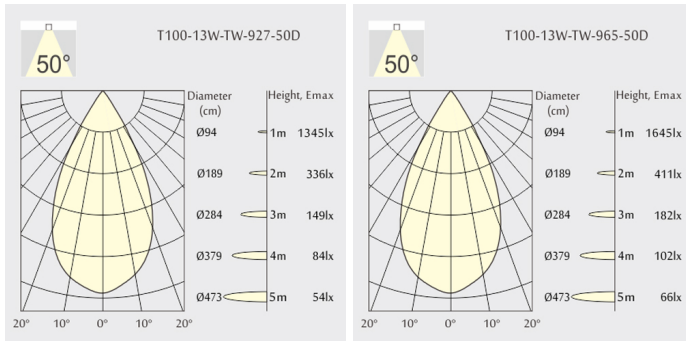 50°
T100-13W-TW-927-50D
Diameter
(cm)
Height, Emax
Ø94 1m 1345lx
Ø189 2m 336lx
Ø284 3m 149lx
Ø379 4m 84lx
Ø473 5m 54lx
20° 10° 0° 10° 20°
50°
T100-13W-TW-965-50D
Diameter
(cm)
Height, Emax
Ø94 1m 1645lx
Ø189 2m 411lx
Ø284 3m 182lx
Ø379 4m 102lx
Ø473 5m 66lx
20° 10° 0° 10° 20°